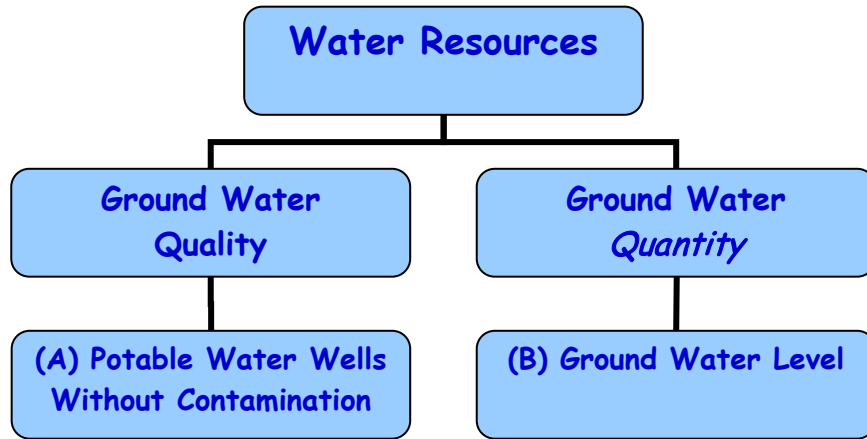 Water Resources
Ground Water
Quality
Ground Water
Quantity
(A) Potable Water Wells
Without Contamination
(B) Ground Water Level